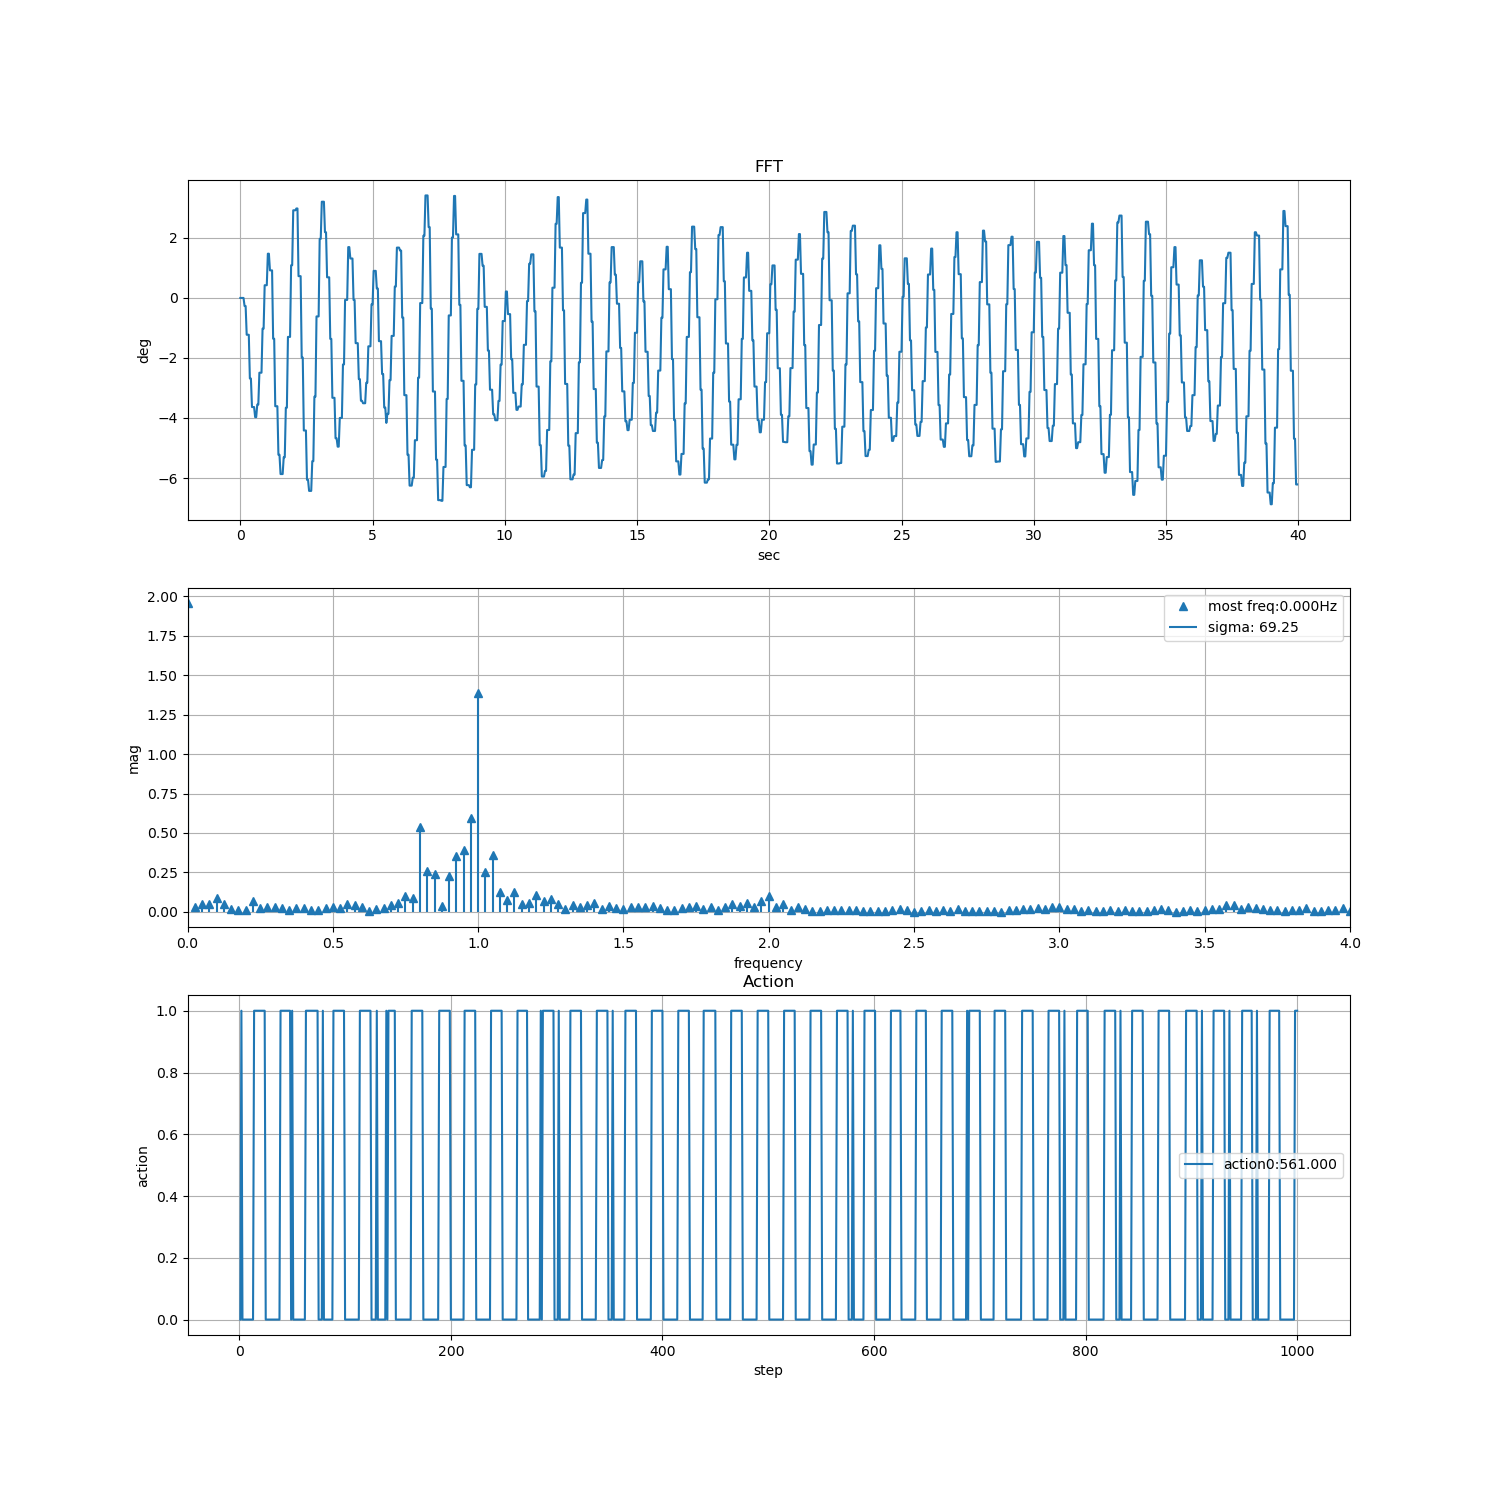 FFT
2
0
−2
−4
−6
deg
0 5 10 15 20 25 30 35 40
sec
2.00
1.75
1.50
1.25
1.00
0.75
0.50
0.25
0.00
mag
most freq:0.000Hz
sigma: 69.25
0.0 0.5 1.0 1.5 2.0 2.5 3.0 3.5 4.0
frequency
Action
1.0
0.8
0.6
0.4
0.2
0.0
action
action0:561.000
0 200 400 600 800 1000
step